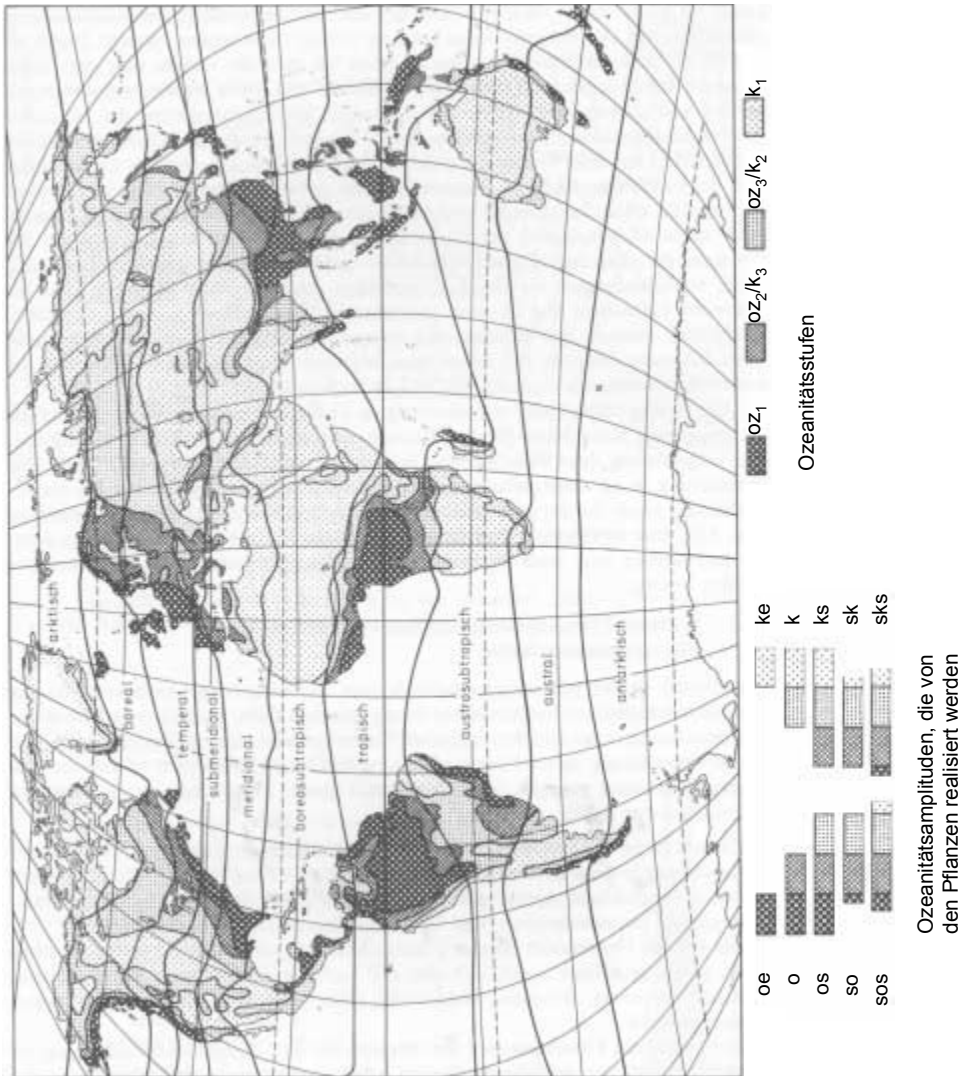 arktisch
boreal
temperat
submeridional
meridional
boreosubtropisch
tropisch
austrosubtropisch
austral
antarktisch
oz₁
oz₂/k₃
oz₃/k₂
k₁
Ozeanitätsstufen
oe
o
os
so
sos
ke
k
ks
sk
sks
Ozeanitätsamplituden, die von
den Pflanzen realisiert werden